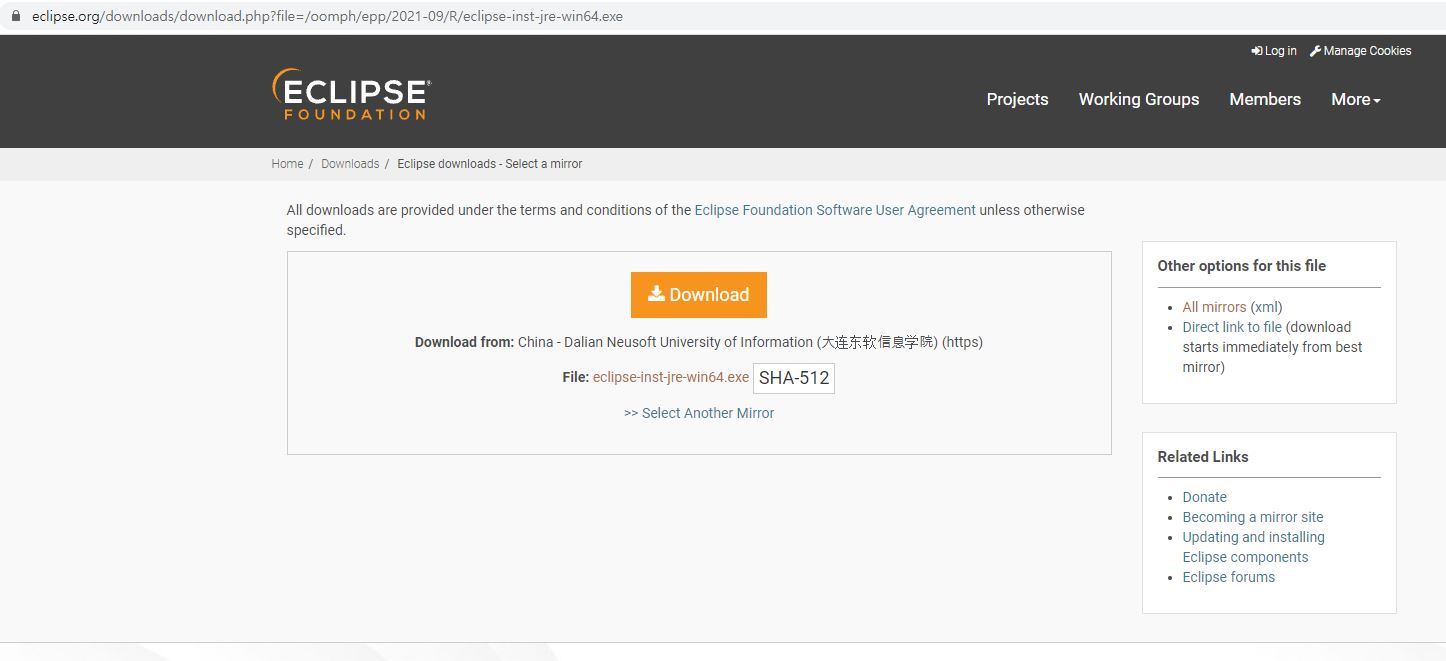 eclipse.org/downloads/download.php?file=/oomph/epp/2021-09/R/eclipse-inst-jre-win64.exe
Log in Manage Cookies
ECLIPSE®
FOUNDATION
Projects Working Groups Members More
Home / Downloads / Eclipse downloads - Select a mirror
All downloads are provided under the terms and conditions of the Eclipse Foundation Software User Agreement unless otherwise
specified.
Download
Download from: China - Dalian Neusoft University of Information (大连东软信息学院) (https)
File: eclipse-inst-jre-win64.exe SHA-512
>> Select Another Mirror
Other options for this file
• All mirrors (xml)
• Direct link to file (download
starts immediately from best
mirror)
Related Links
• Donate
• Becoming a mirror site
• Updating and installing
Eclipse components
• Eclipse forums